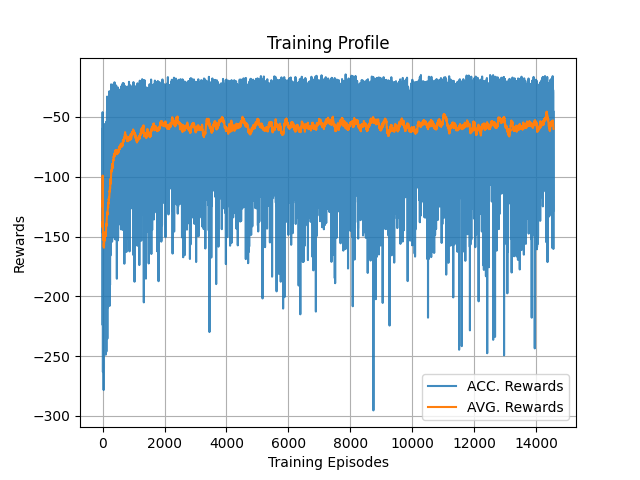 Training Profile
Rewards
−50
−100
−150
−200
−250
−300
0
2000
4000
6000
8000
10000
12000
14000
Training Episodes
ACC. Rewards
AVG. Rewards